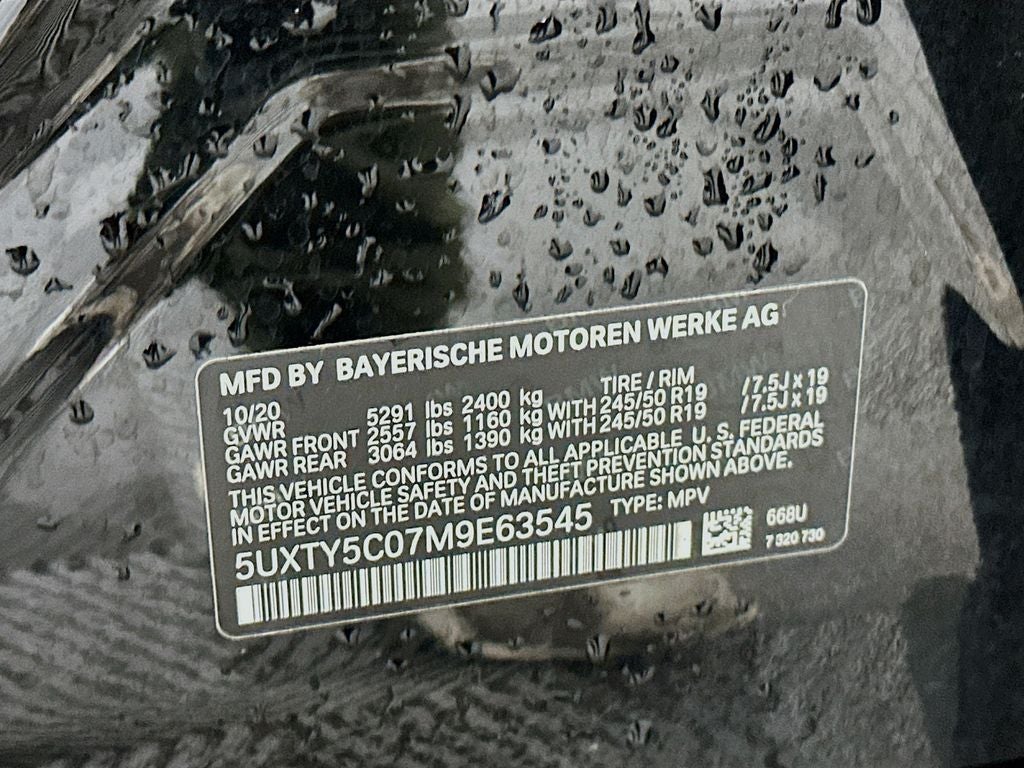 MFD BY BAYERISCHE MOTOREN WERKE AG
10/20 TIRE / RIM
GVWR 5291 lbs 2400 kg
GAWR FRONT 2557 lbs 1160 kg WITH 245/50 R19 /7.5J x 19
GAWR REAR 3064 lbs 1390 kg WITH 245/50 R19 /7.5J x 19
THIS VEHICLE CONFORMS TO ALL APPLICABLE U. S. FEDERAL
MOTOR VEHICLE SAFETY AND THEFT PREVENTION STANDARDS
IN EFFECT ON THE DATE OF MANUFACTURE SHOWN ABOVE.
5UXTY5C07M9E63545 TYPE: MPV
668U
7 320 730